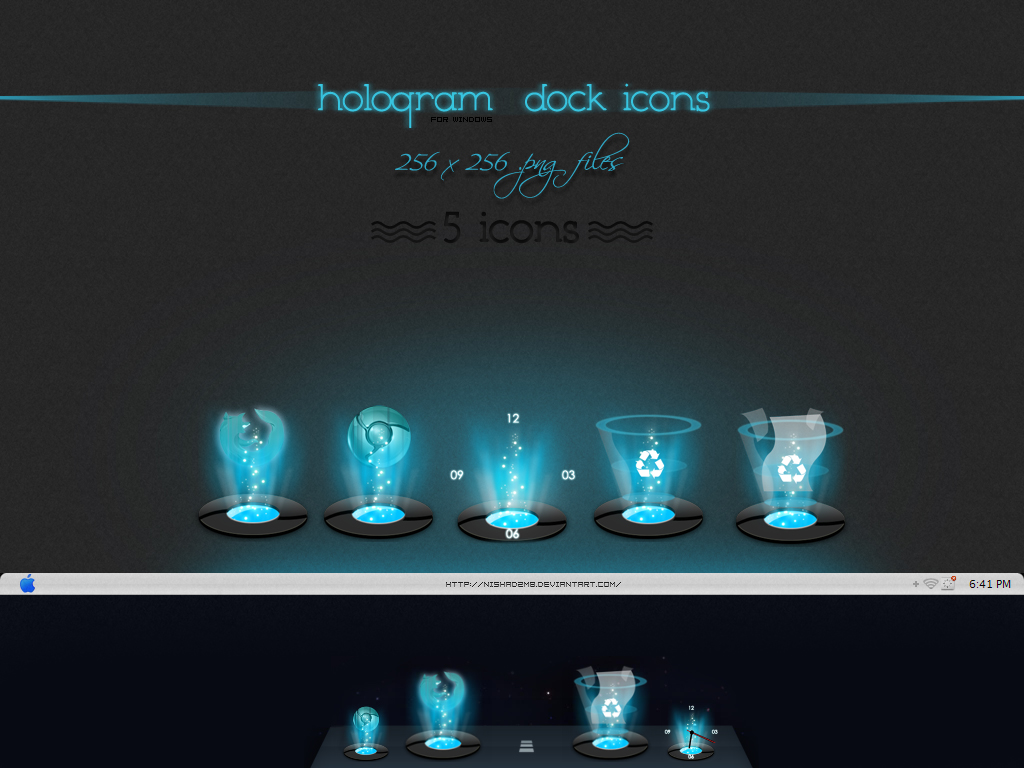 hologram dock icons
FOR WINDOWS
256 x 256 .png files
5 icons
12
09 03
06
HTTP://NISHAD2M8.DEVIANTART.COM/ 6:41 PM
12
09 03
06